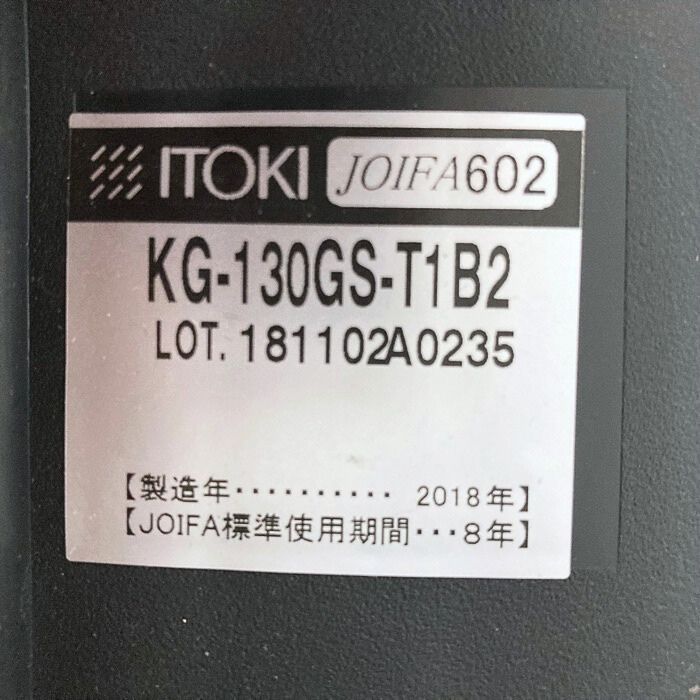 ITOKI JOIFA602
KG-130GS-T1B2
LOT. 181102A0235
【製造年・・・・・・・・・・ 2018年】
【JOIFA標準使用期間・・・8年】